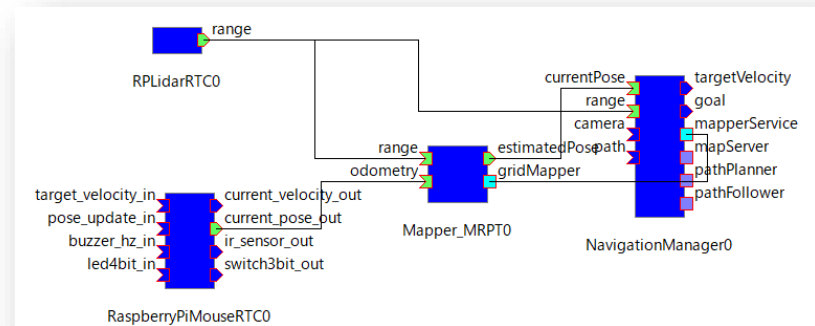 range
RPLidarRTC0
currentPose
range
camera
path
targetVelocity
goal
mapperService
mapServer
pathPlanner
pathFollower
NavigationManager0
range
odometry
estimatedPose
gridMapper
Mapper_MRPT0
target_velocity_in
pose_update_in
buzzer_hz_in
led4bit_in
current_velocity_out
current_pose_out
ir_sensor_out
switch3bit_out
RaspberryPiMouseRTC0